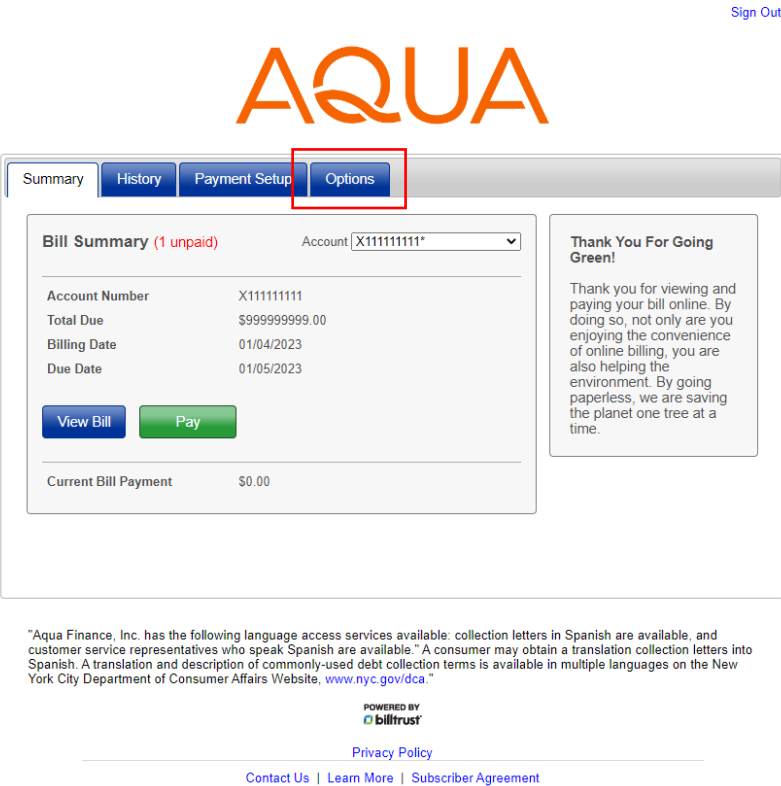 Sign Out
AQUA
Summary History Payment Setup Options
Bill Summary (1 unpaid) Account X111111111*
Account Number X111111111
Total Due $999999999.00
Billing Date 01/04/2023
Due Date 01/05/2023
View Bill Pay
Current Bill Payment $0.00
Thank You For Going
Green!
Thank you for viewing and
paying your bill online. By
doing so, not only are you
enjoying the convenience
of online billing, you are
also helping the
environment. By going
paperless, we are saving
the planet one tree at a
time.
"Aqua Finance, Inc. has the following language access services available: collection letters in Spanish are available, and
customer service representatives who speak Spanish are available." A consumer may obtain a translation collection letters into
Spanish. A translation and description of commonly-used debt collection terms is available in multiple languages on the New
York City Department of Consumer Affairs Website, www.nyc.gov/dca."
POWERED BY
billtrust
Privacy Policy
Contact Us | Learn More | Subscriber Agreement